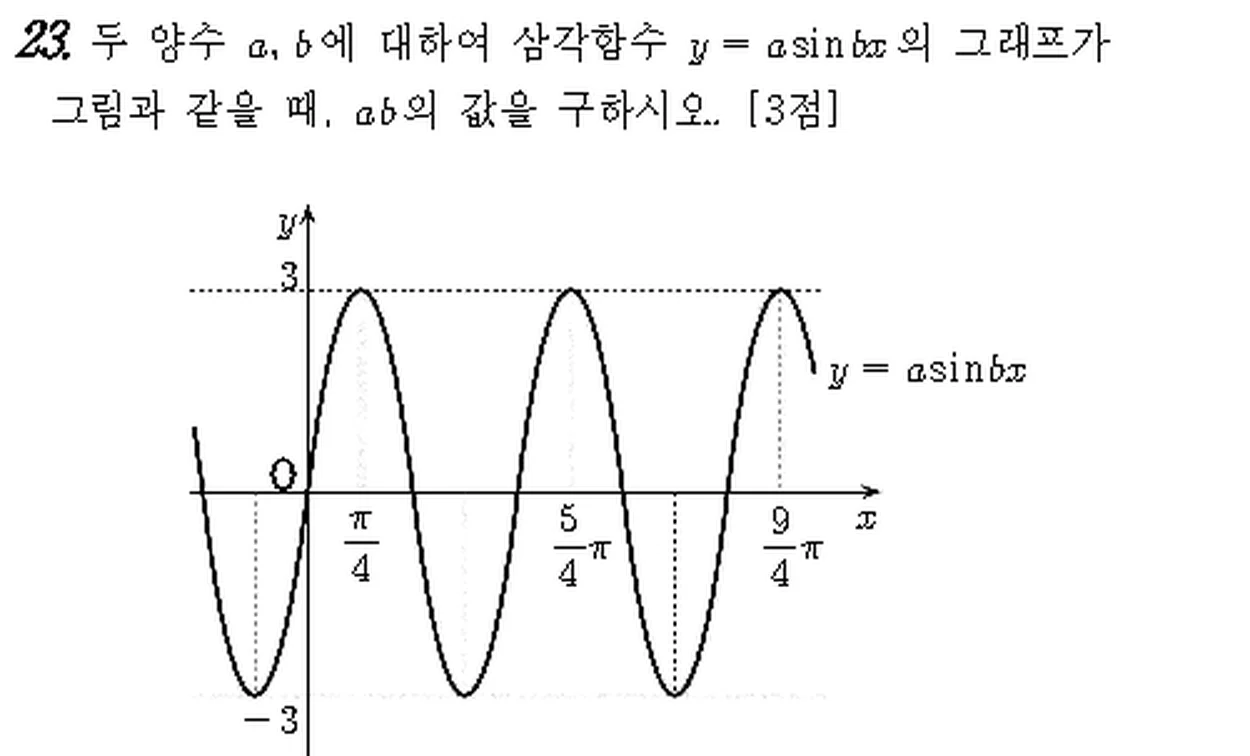 23. 두 양수 a, b에 대하여 삼각함수 y = a sin bx의 그래프가
그림과 같을 때, ab의 값을 구하시오. [3점]
y
3
y = a sin bx
O
π/4
5/4 π
9/4 π
x
-3